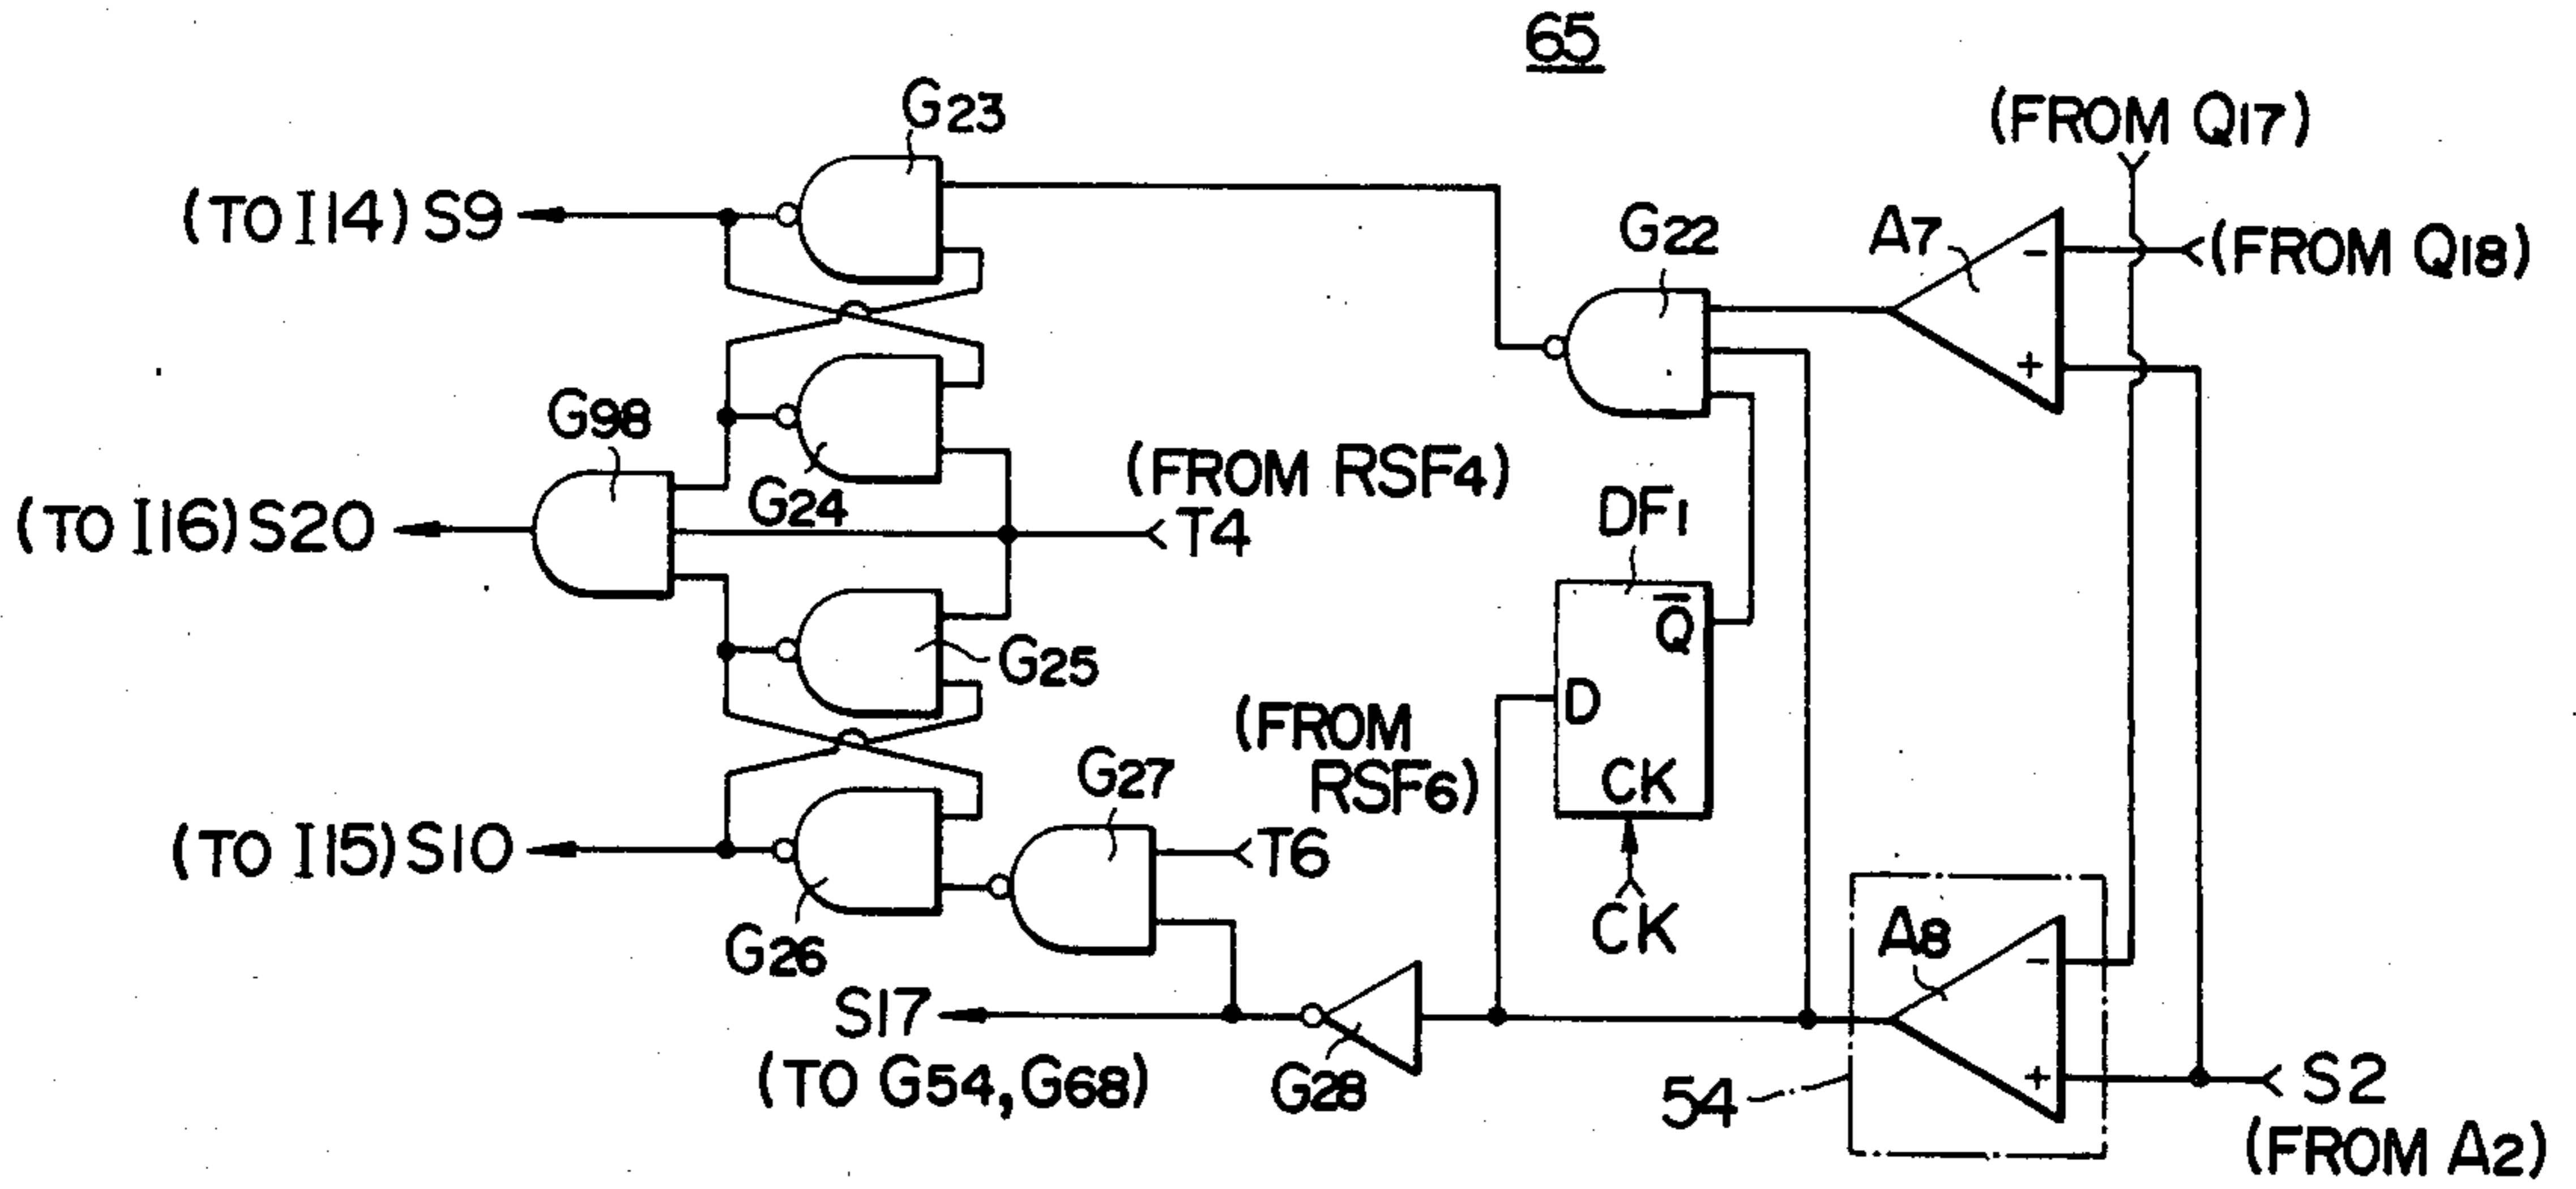 65
G23
(FROM Q17)
(TO I14) S9
G22
A7
-
(FROM Q18)
+
G98
G24
(FROM RSF4)
T4
(TO I16) S20
DF1
Q̅
G25
D
(FROM
RSF6)
CK
G27
(TO I15) S10
T6
G26
CK
A8
-
S17
(TO G54, G68)
G28
54
+
S2
(FROM A2)